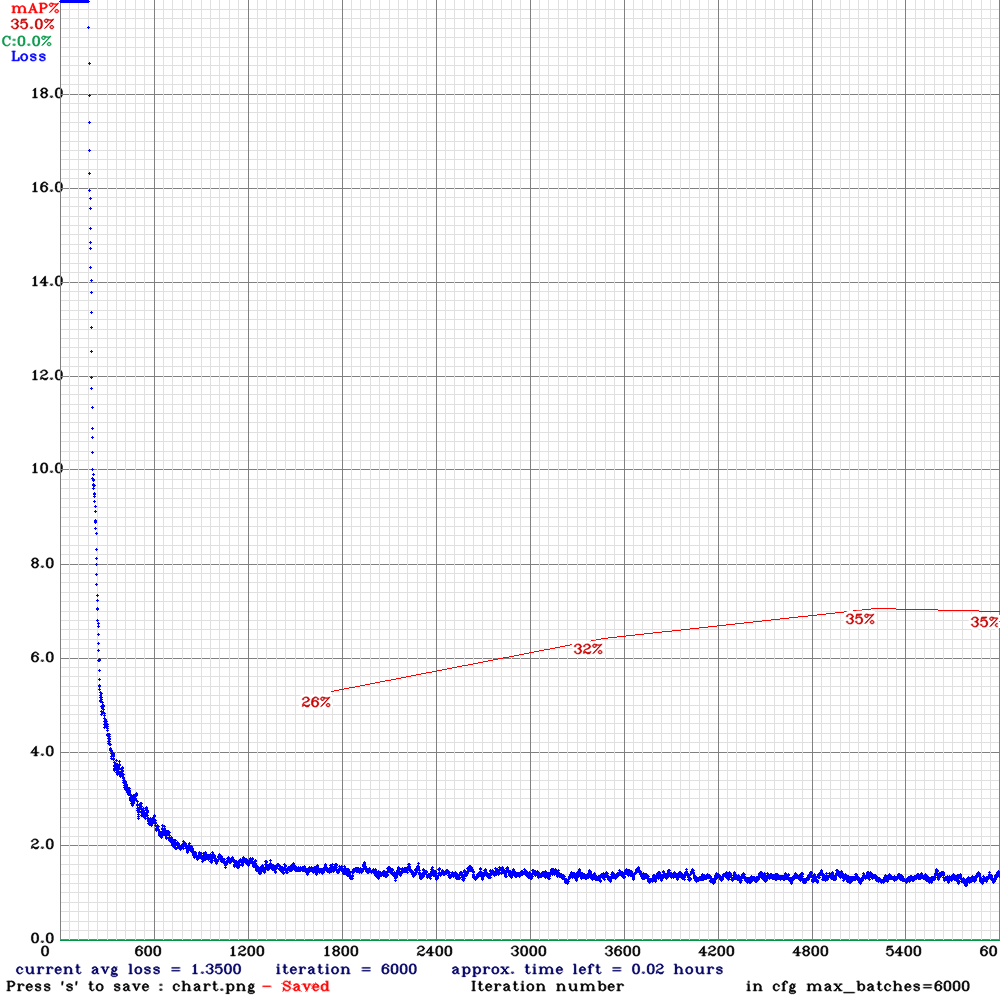 mAP%
35.0%
C:0.0%
Loss
18.0
16.0
14.0
12.0
10.0
8.0
6.0
4.0
2.0
0.0
26%
32%
35%
35%
0 600 1200 1800 2400 3000 3600 4200 4800 5400 60
current avg loss = 1.3500 iteration = 6000 approx. time left = 0.02 hours
Press 's' to save : chart.png - Saved Iteration number in cfg max_batches=6000